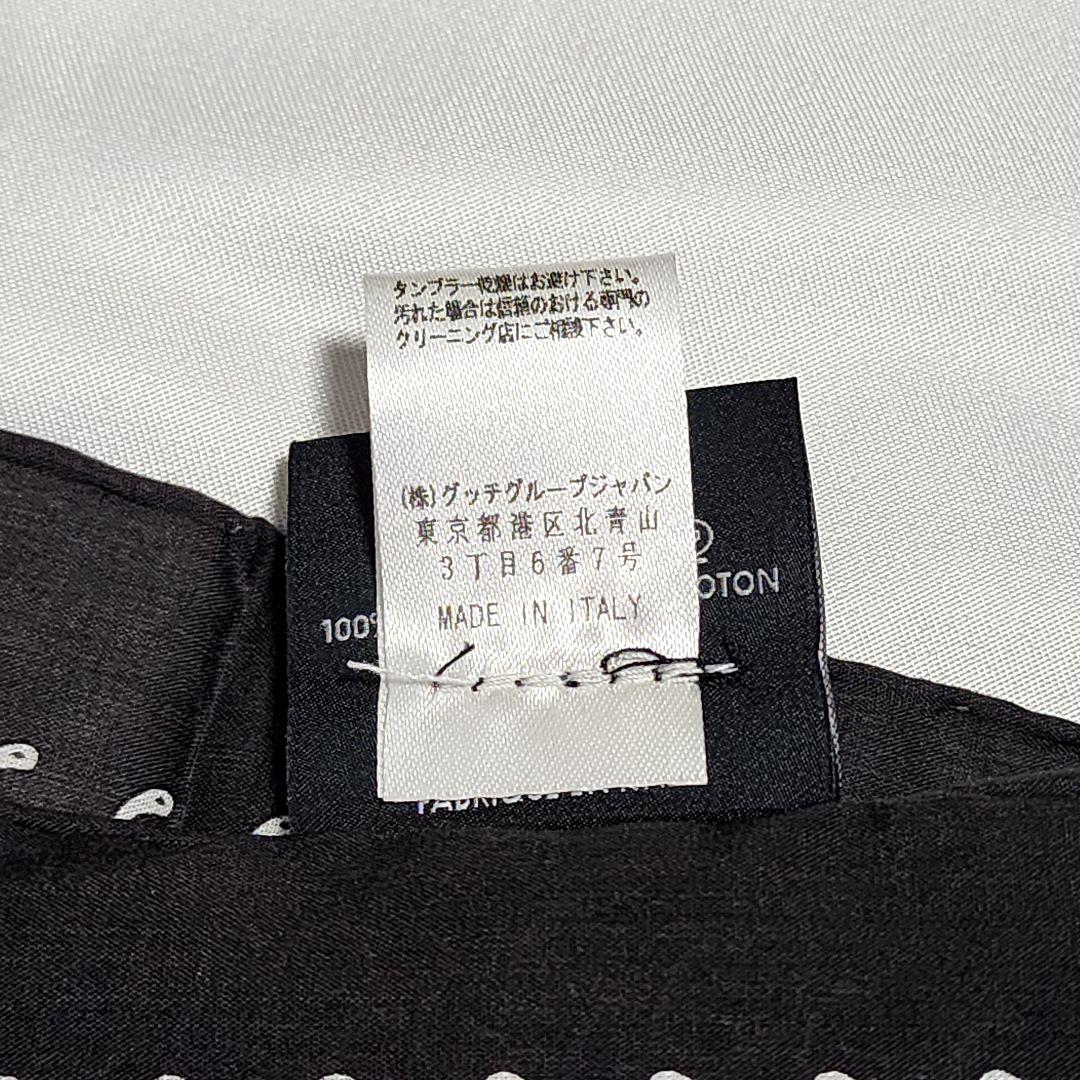 タンブラー乾燥はお避け下さい。
汚れた場合は信頼のおける専門の
クリーニング店にご相談下さい。
(株)グッチグループジャパン
東京都港区北青山
3丁目6番7号
MADE IN ITALY
100%